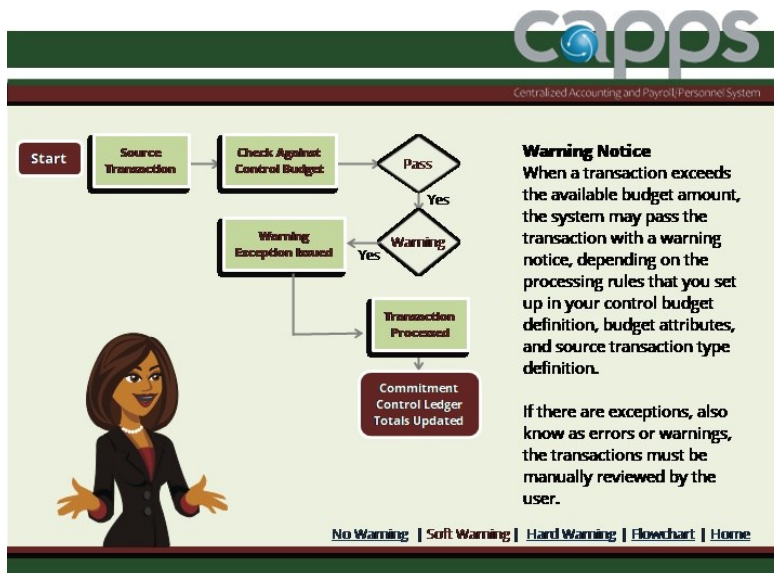 capps
Centralized Accounting and Payroll/Personnel System
Start
Source
Transaction
Check Against
Control Budget
Pass
Yes
Warning
Yes
Warning
Exception Issued
Transaction
Processed
Commitment
Control Ledger
Totals Updated
Warning Notice
When a transaction exceeds
the available budget amount,
the system may pass the
transaction with a warning
notice, depending on the
processing rules that you set
up in your control budget
definition, budget attributes,
and source transaction type
definition.
If there are exceptions, also
know as errors or warnings,
the transactions must be
manually reviewed by the
user.
No Warning | Soft Warning | Hard Warning | Flowchart | Home